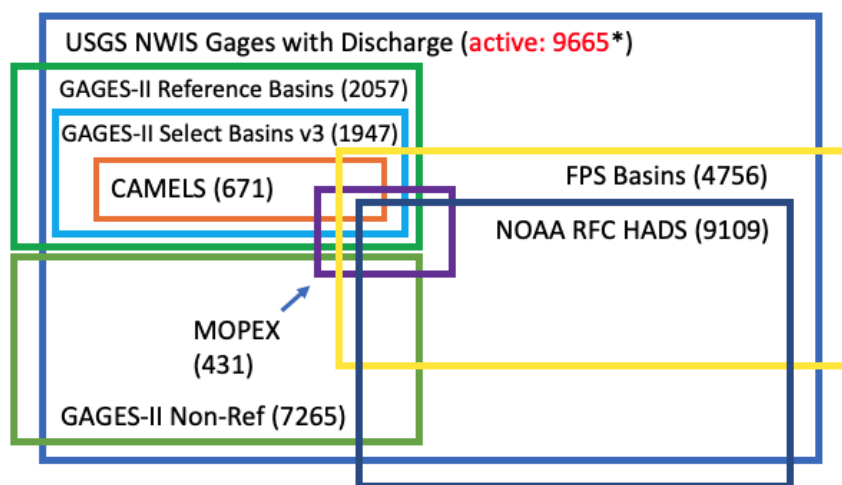 USGS NWIS Gages with Discharge (active: 9665*)
GAGES-II Reference Basins (2057)
GAGES-II Select Basins v3 (1947)
CAMELS (671)
FPS Basins (4756)
NOAA RFC HADS (9109)
MOPEX
(431)
GAGES-II Non-Ref (7265)